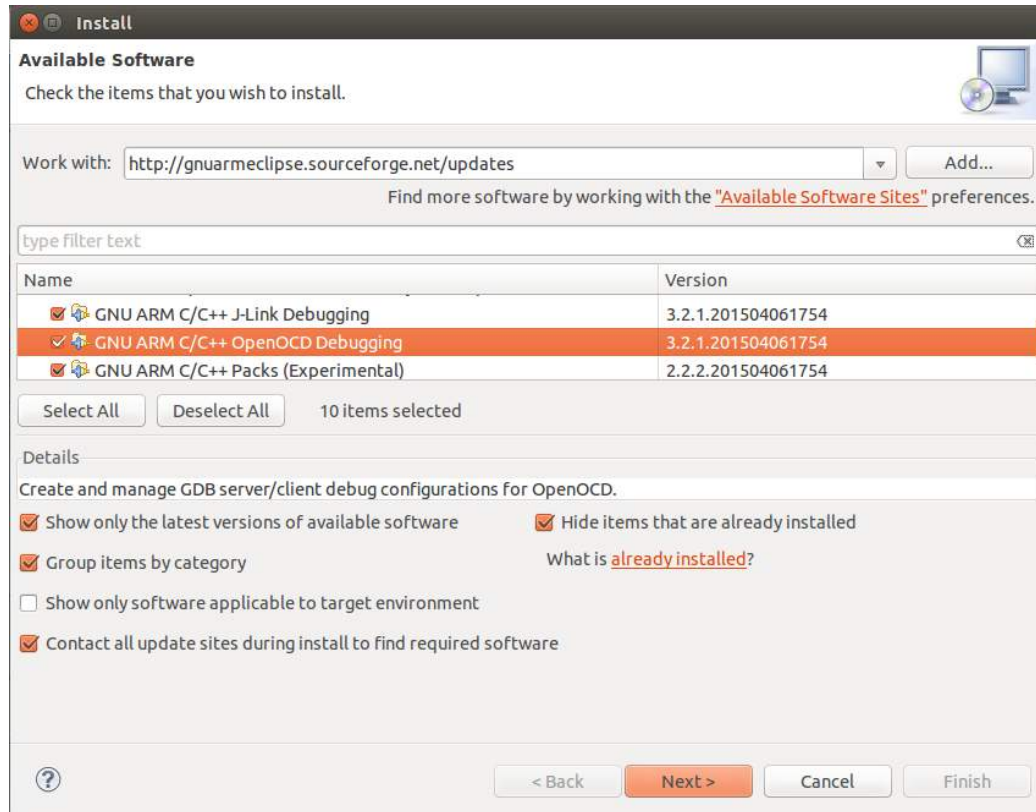 Install
Available Software
Check the items that you wish to install.
Work with: http://gnuarmeclipse.sourceforge.net/updates Add...
Find more software by working with the "Available Software Sites" preferences.
type filter text
Name Version
GNU ARM C/C++ J-Link Debugging 3.2.1.201504061754
GNU ARM C/C++ OpenOCD Debugging 3.2.1.201504061754
GNU ARM C/C++ Packs (Experimental) 2.2.2.201504061754
Select All Deselect All 10 items selected
Details
Create and manage GDB server/client debug configurations for OpenOCD.
Show only the latest versions of available software Hide items that are already installed
Group items by category What is already installed?
Show only software applicable to target environment
Contact all update sites during install to find required software
? < Back Next > Cancel Finish